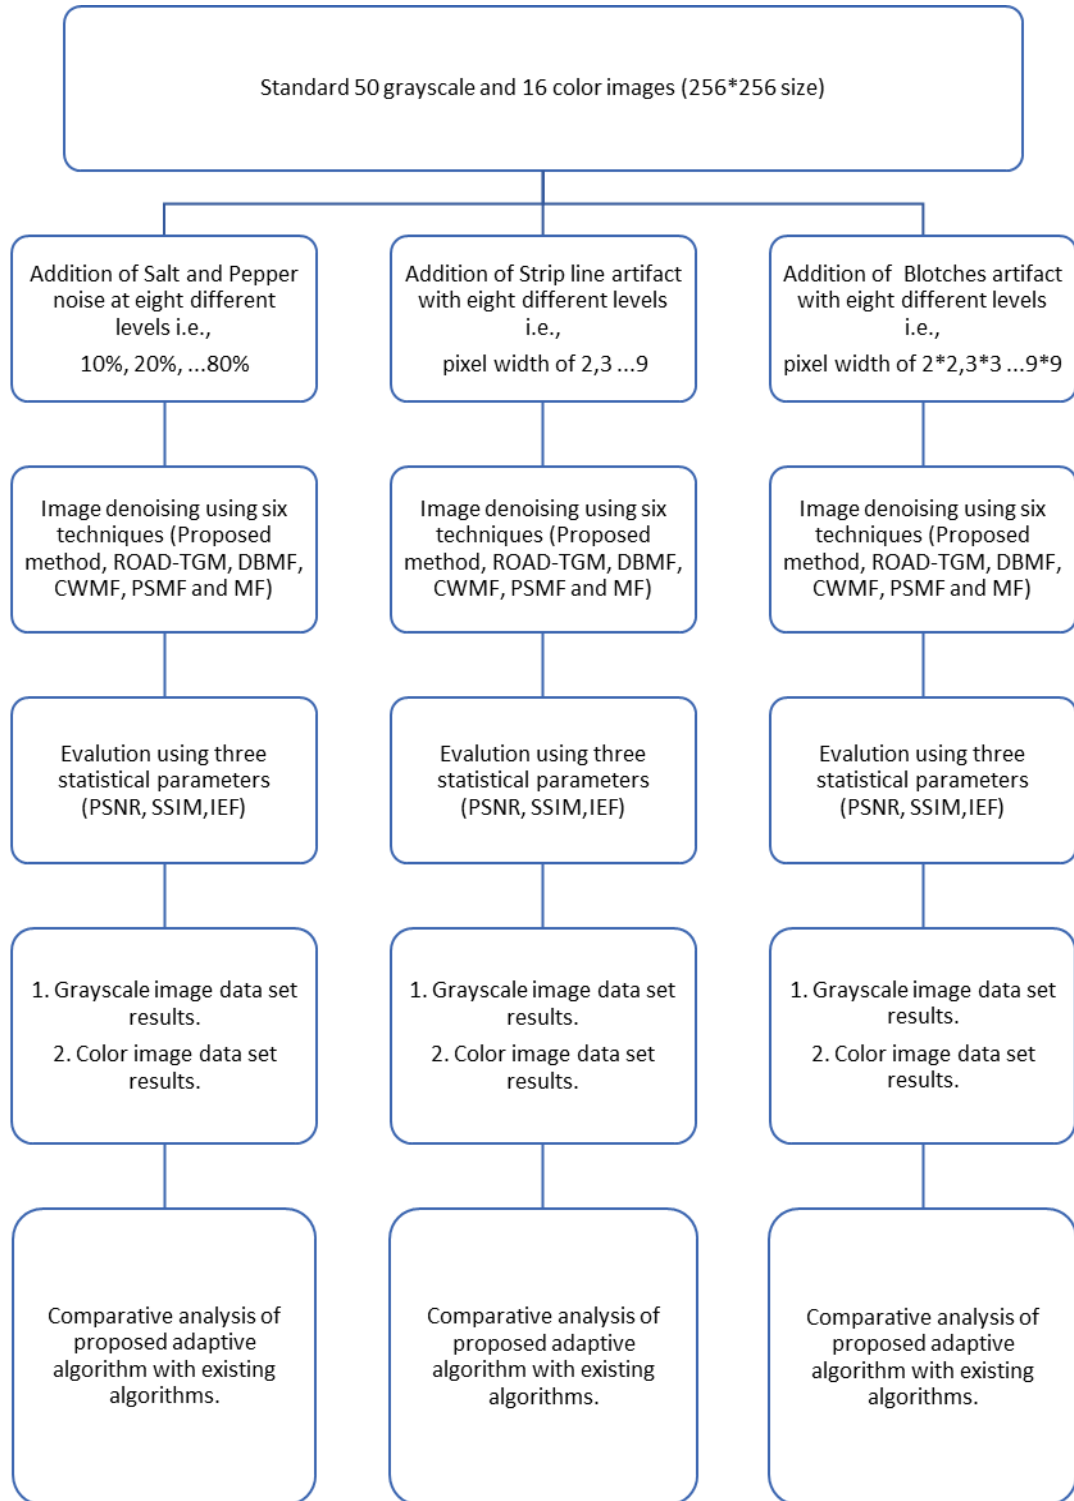 Standard 50 grayscale and 16 color images (256*256 size)
Addition of Salt and Pepper
noise at eight different
levels i.e.,
10%, 20%, ...80%
Addition of Strip line artifact
with eight different levels
i.e.,
pixel width of 2,3 ...9
Addition of Blotches artifact
with eight different levels
i.e.,
pixel width of 2*2,3*3 ...9*9
Image denoising using six
techniques (Proposed
method, ROAD-TGM, DBMF,
CWMF, PSMF and MF)
Image denoising using six
techniques (Proposed
method, ROAD-TGM, DBMF,
CWMF, PSMF and MF)
Image denoising using six
techniques (Proposed
method, ROAD-TGM, DBMF,
CWMF, PSMF and MF)
Evalution using three
statistical parameters
(PSNR, SSIM,IEF)
Evalution using three
statistical parameters
(PSNR, SSIM,IEF)
Evalution using three
statistical parameters
(PSNR, SSIM,IEF)
1. Grayscale image data set
results.
2. Color image data set
results.
1. Grayscale image data set
results.
2. Color image data set
results.
1. Grayscale image data set
results.
2. Color image data set
results.
Comparative analysis of
proposed adaptive
algorithm with existing
algorithms.
Comparative analysis of
proposed adaptive
algorithm with existing
algorithms.
Comparative analysis of
proposed adaptive
algorithm with existing
algorithms.